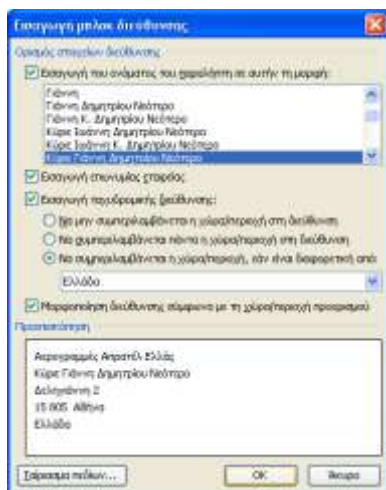 Εισαγωγή μπλοκ διεύθυνσης
Ορισμός στοιχείων διεύθυνσης
Εισαγωγή του ονόματος του παραλήπτη σε αυτήν τη μορφή:
Γιάννη
Γιάννη Δημητρίου Νεότερο
Γιάννη Κ. Δημητρίου Νεότερο
Κύριε Ιωάννη Δημητρίου Νεότερο
Κύριε Ιωάννη Κ. Δημητρίου Νεότερο
Κύριε Γιάννη Δημητρίου Νεότερο
Εισαγωγή επωνυμίας εταιρείας
Εισαγωγή ταχυδρομικής διεύθυνσης:
Να μην συμπεριλαμβάνεται η χώρα/περιοχή στη διεύθυνση
Να συμπεριλαμβάνεται πάντα η χώρα/περιοχή στη διεύθυνση
Να συμπεριλαμβάνεται η χώρα/περιοχή, εάν είναι διαφορετική από:
Ελλάδα
Μορφοποίηση διεύθυνσης σύμφωνα με τη χώρα/περιοχή προορισμού
Προεπισκόπηση
Αερογραμμές Απρατέλ Ελλάς
Κύριε Γιάννη Δημητρίου Νεότερο
Δεληγιάννη 2
15 805 Αθήνα
Ελλάδα
Ταίριασμα πεδίων...
OK
Άκυρο